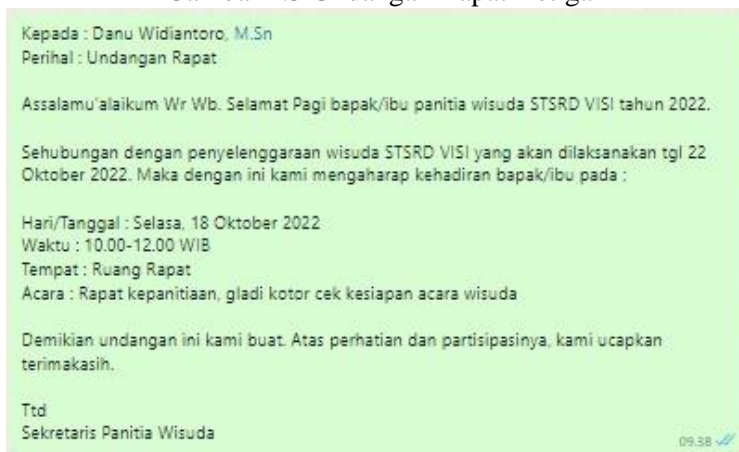 Kepada : Danu Widiantoro, M.Sn
Perihal : Undangan Rapat
Assalamu'alaikum Wr Wb. Selamat Pagi bapak/ibu panitia wisuda STSRD VISI tahun 2022.
Sehubungan dengan penyelenggaraan wisuda STSRD VISI yang akan dilaksanakan tgl 22
Oktober 2022. Maka dengan ini kami mengaharap kehadiran bapak/ibu pada :
Hari/Tanggal : Selasa, 18 Oktober 2022
Waktu : 10.00-12.00 WIB
Tempat : Ruang Rapat
Acara : Rapat kepanitiaan, gladi kotor cek kesiapan acara wisuda
Demikian undangan ini kami buat. Atas perhatian dan partisipasinya, kami ucapkan
terimakasih.
Ttd
Sekretaris Panitia Wisuda
09.38